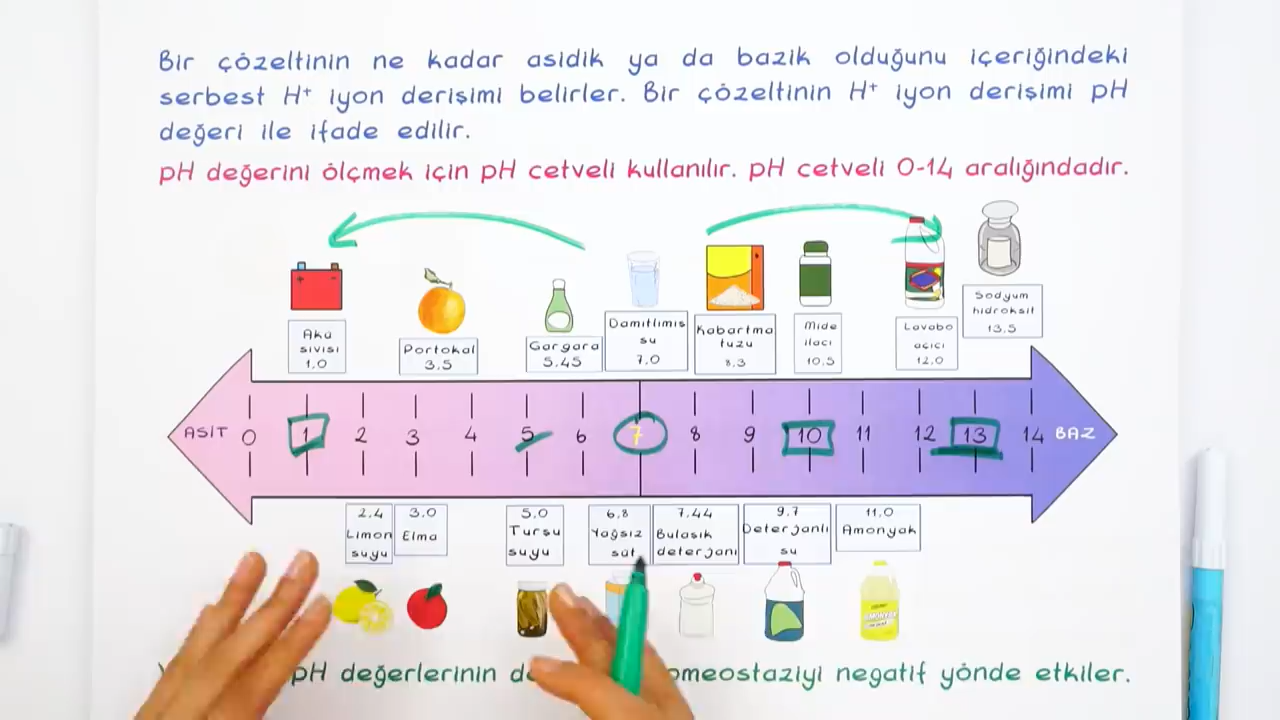 Bir çözeltinin ne kadar asidik ya da bazik olduğunu içeriğindeki
serbest H⁺ iyon derişimi belirler. Bir çözeltinin H⁺ iyon derişimi pH
değeri ile ifade edilir.
pH değerini ölçmek için pH cetveli kullanılır. pH cetveli 0-14 aralığındadır.
Akü
sıvısı
1,0
Portokal
3,5
Gargara
5,45
Damıtlımış
su
7,0
Kabartma
tuzu
8,3
Mide
ilacı
10,5
Lavabo
açıcı
12,0
Sodyum
hidroksit
13,5
ASİT 0 1 2 3 4 5 6 7 8 9 10 11 12 13 14 BAZ
2,4
Limon
suyu
3,0
Elma
5,0
Turşu
suyu
6,8
Yağsız
süt
7,44
Bulaşık
deterjanı
9,7
Deterjanlı
su
11,0
Amonyak
pH değerlerinin negatif yönde etkiler.